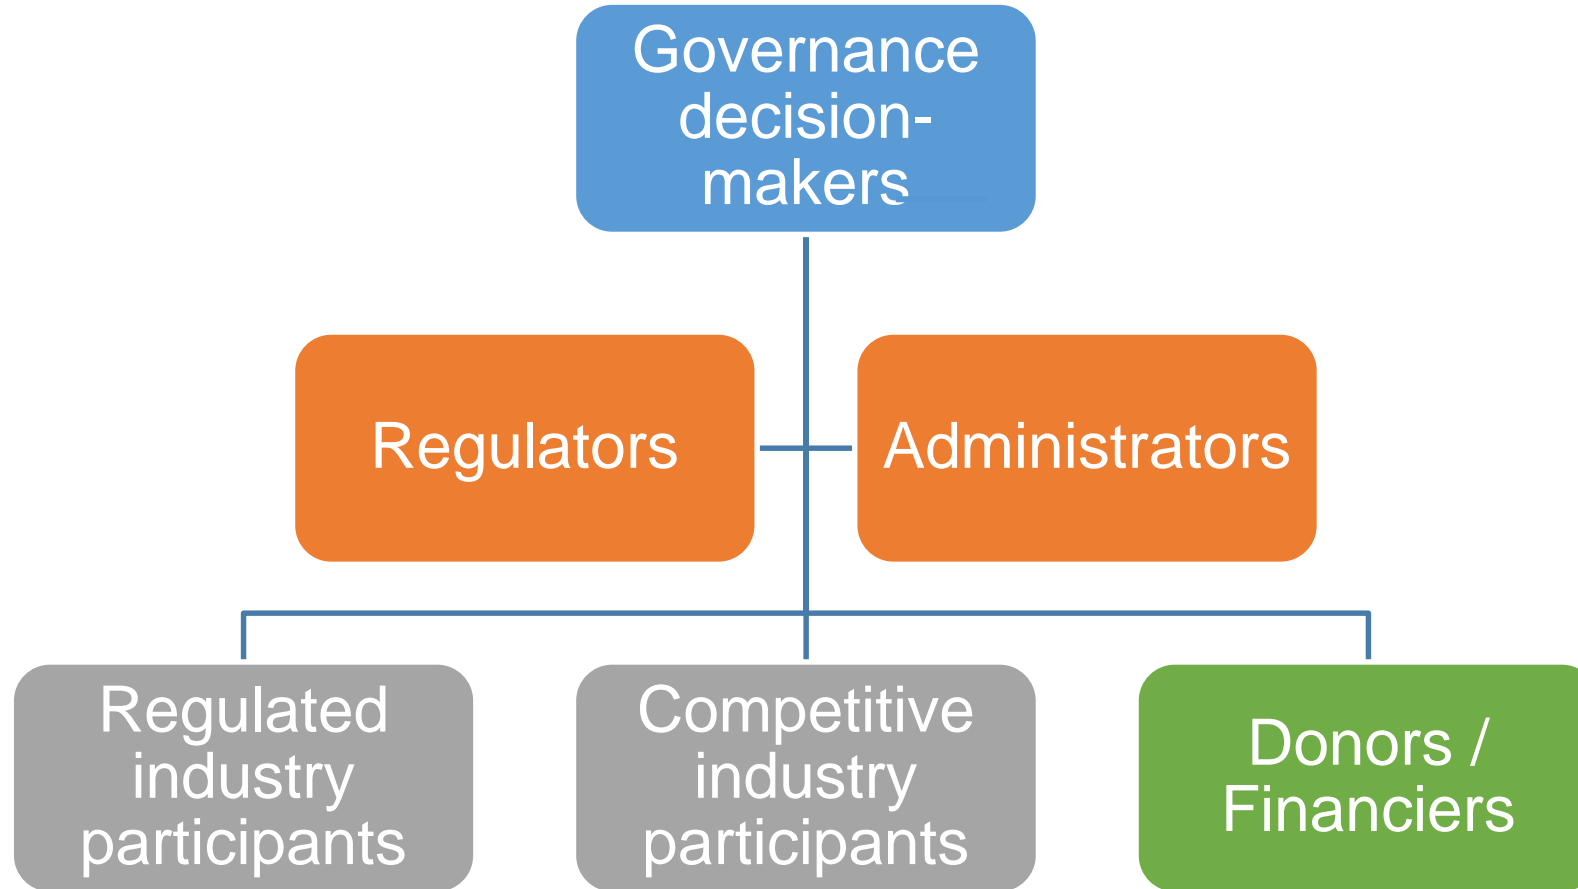 Governance
decision-
makers
Regulators
Administrators
Regulated
industry
participants
Competitive
industry
participants
Donors /
Financiers